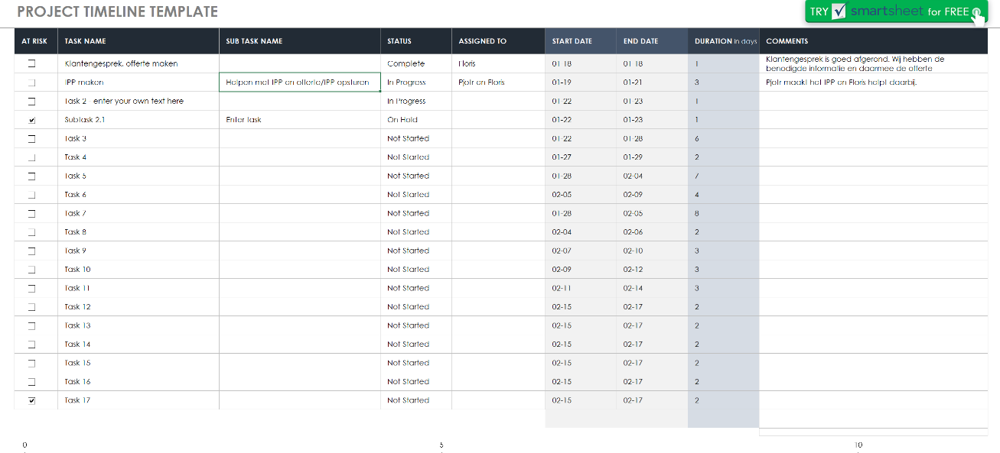 PROJECT TIMELINE TEMPLATE
TRY smartsheet for FREE
AT RISK TASK NAME SUB TASK NAME STATUS ASSIGNED TO START DATE END DATE DURATION in days COMMENTS
Klantengesprek, offerte maken Complete Floris 01-18 01-18 1 Klantengesprek is goed afgerond. Wij hebben de
benodigde informatie en daarmee de offerte
IPP maken Helpen met IPP en offerte/IPP opsturen In Progress Pjotr en Floris 01-19 01-21 3 Pjotr maakt het IPP en Floris helpt daarbij.
Task 2 - enter your own text here In Progress 01-22 01-23 1
Subtask 2.1 Enter task On Hold 01-22 01-23 1
Task 3 Not Started 01-22 01-28 6
Task 4 Not Started 01-27 01-29 2
Task 5 Not Started 01-28 02-04 7
Task 6 Not Started 02-05 02-09 4
Task 7 Not Started 01-28 02-05 8
Task 8 Not Started 02-04 02-06 2
Task 9 Not Started 02-07 02-10 3
Task 10 Not Started 02-09 02-12 3
Task 11 Not Started 02-11 02-14 3
Task 12 Not Started 02-15 02-17 2
Task 13 Not Started 02-15 02-17 2
Task 14 Not Started 02-15 02-17 2
Task 15 Not Started 02-15 02-17 2
Task 16 Not Started 02-15 02-17 2
Task 17 Not Started 02-15 02-17 2
0 5 10